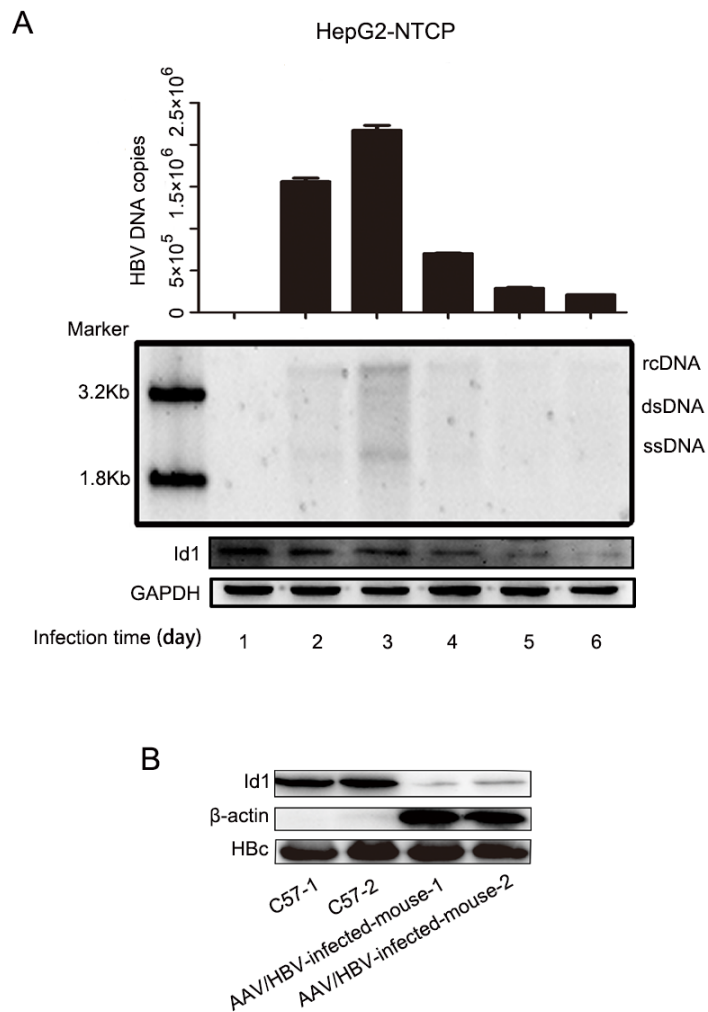 A
HepG2-NTCP
HBV DNA copies
2.5×10⁶
1.5×10⁶
5×10⁵
0
Marker
3.2Kb
1.8Kb
rcDNA
dsDNA
ssDNA
Id1
GAPDH
Infection time (day) 1 2 3 4 5 6
B
Id1
β-actin
HBc
C57-1
C57-2
AAV/HBV-infected-mouse-1
AAV/HBV-infected-mouse-2